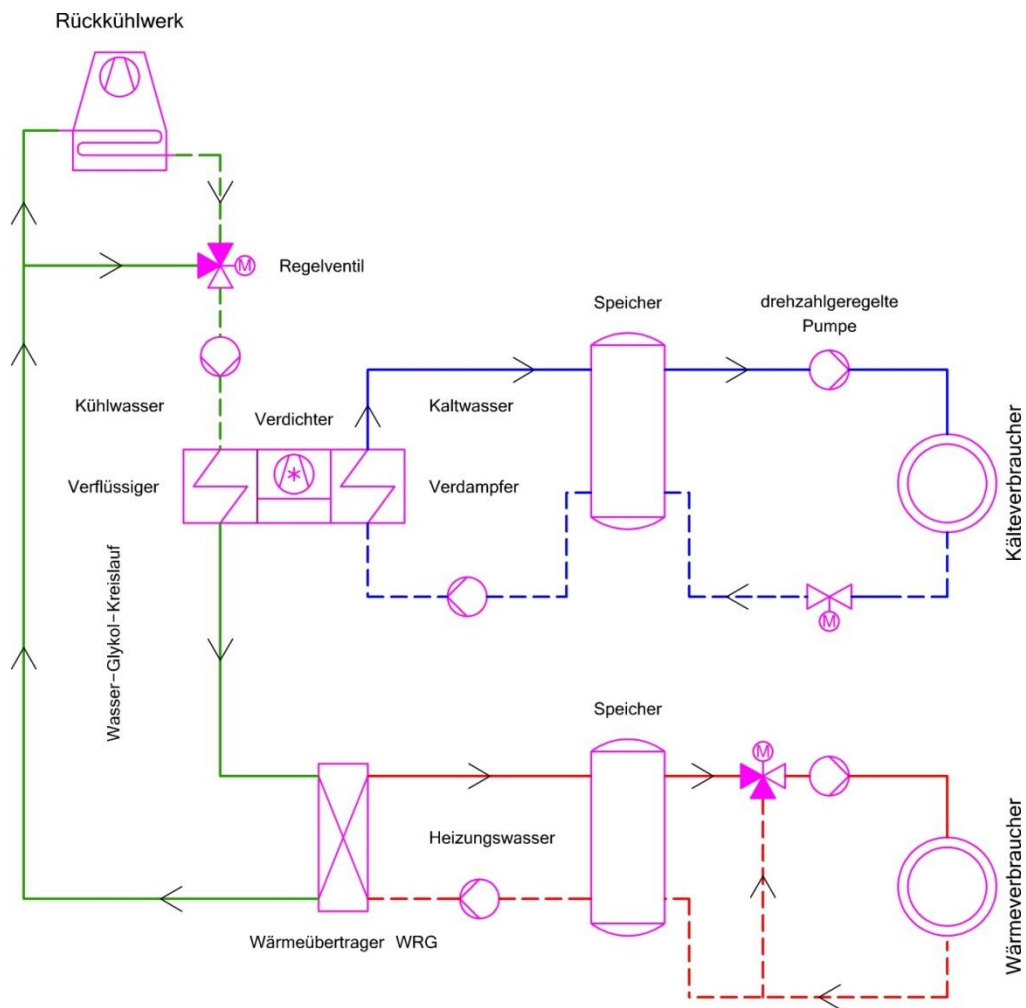 Rückkühlwerk
M
Regelventil
Speicher
drehzahlgeregelte
Pumpe
Kühlwasser
Verdichter
Kaltwasser
Verflüssiger
Verdampfer
Kälteverbraucher
M
Wasser-Glykol-Kreislauf
Speicher
M
Heizungswasser
Wärmeverbraucher
Wärmeübertrager WRG